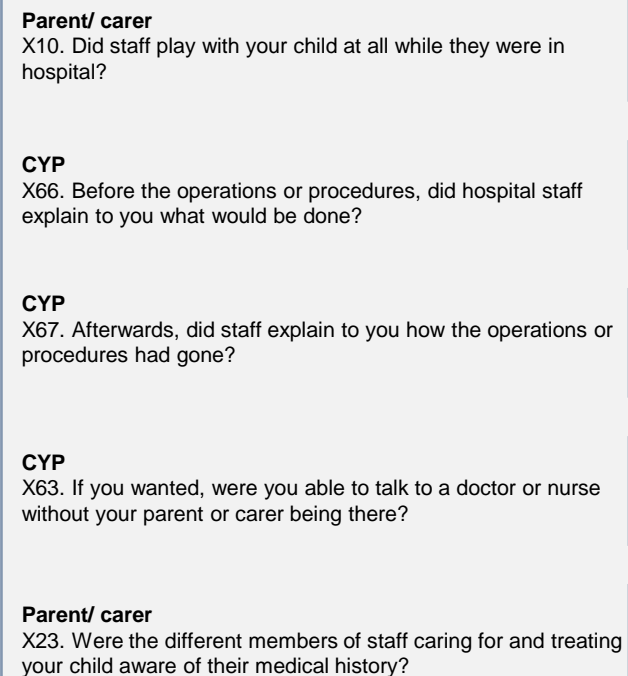 Parent/ carer
X10. Did staff play with your child at all while they were in
hospital?
CYP
X66. Before the operations or procedures, did hospital staff
explain to you what would be done?
CYP
X67. Afterwards, did staff explain to you how the operations or
procedures had gone?
CYP
X63. If you wanted, were you able to talk to a doctor or nurse
without your parent or carer being there?
Parent/ carer
X23. Were the different members of staff caring for and treating
your child aware of their medical history?